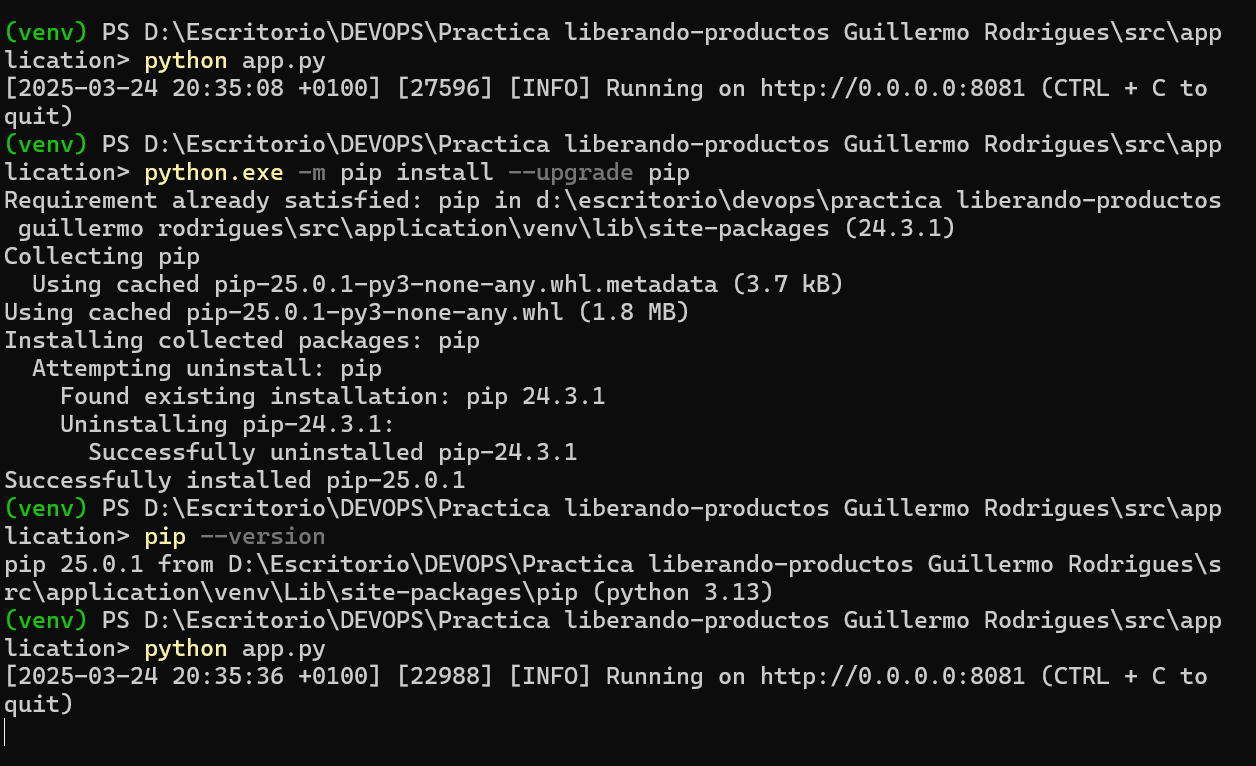 (venv) PS D:\Escritorio\DEVOPS\Practica liberando-productos Guillermo Rodrigues\src\app
lication> python app.py
[2025-03-24 20:35:08 +0100] [27596] [INFO] Running on http://0.0.0.0:8081 (CTRL + C to
quit)
(venv) PS D:\Escritorio\DEVOPS\Practica liberando-productos Guillermo Rodrigues\src\app
lication> python.exe -m pip install --upgrade pip
Requirement already satisfied: pip in d:\escritorio\devops\practica liberando-productos
 guillermo rodrigues\src\application\venv\lib\site-packages (24.3.1)
Collecting pip
  Using cached pip-25.0.1-py3-none-any.whl.metadata (3.7 kB)
Using cached pip-25.0.1-py3-none-any.whl (1.8 MB)
Installing collected packages: pip
  Attempting uninstall: pip
    Found existing installation: pip 24.3.1
    Uninstalling pip-24.3.1:
      Successfully uninstalled pip-24.3.1
Successfully installed pip-25.0.1
(venv) PS D:\Escritorio\DEVOPS\Practica liberando-productos Guillermo Rodrigues\src\app
lication> pip --version
pip 25.0.1 from D:\Escritorio\DEVOPS\Practica liberando-productos Guillermo Rodrigues\s
rc\application\venv\Lib\site-packages\pip (python 3.13)
(venv) PS D:\Escritorio\DEVOPS\Practica liberando-productos Guillermo Rodrigues\src\app
lication> python app.py
[2025-03-24 20:35:36 +0100] [22988] [INFO] Running on http://0.0.0.0:8081 (CTRL + C to
quit)